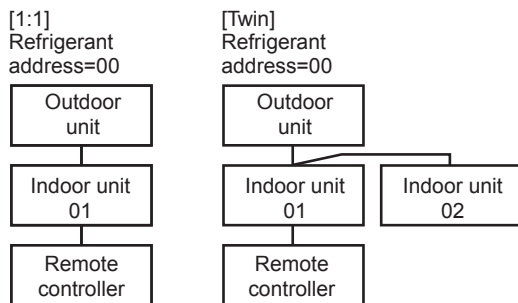 [1:1]
Refrigerant
address=00
Outdoor
unit
Indoor unit
01
Remote
controller
[Twin]
Refrigerant
address=00
Outdoor
unit
Indoor unit
01
Indoor unit
02
Remote
controller